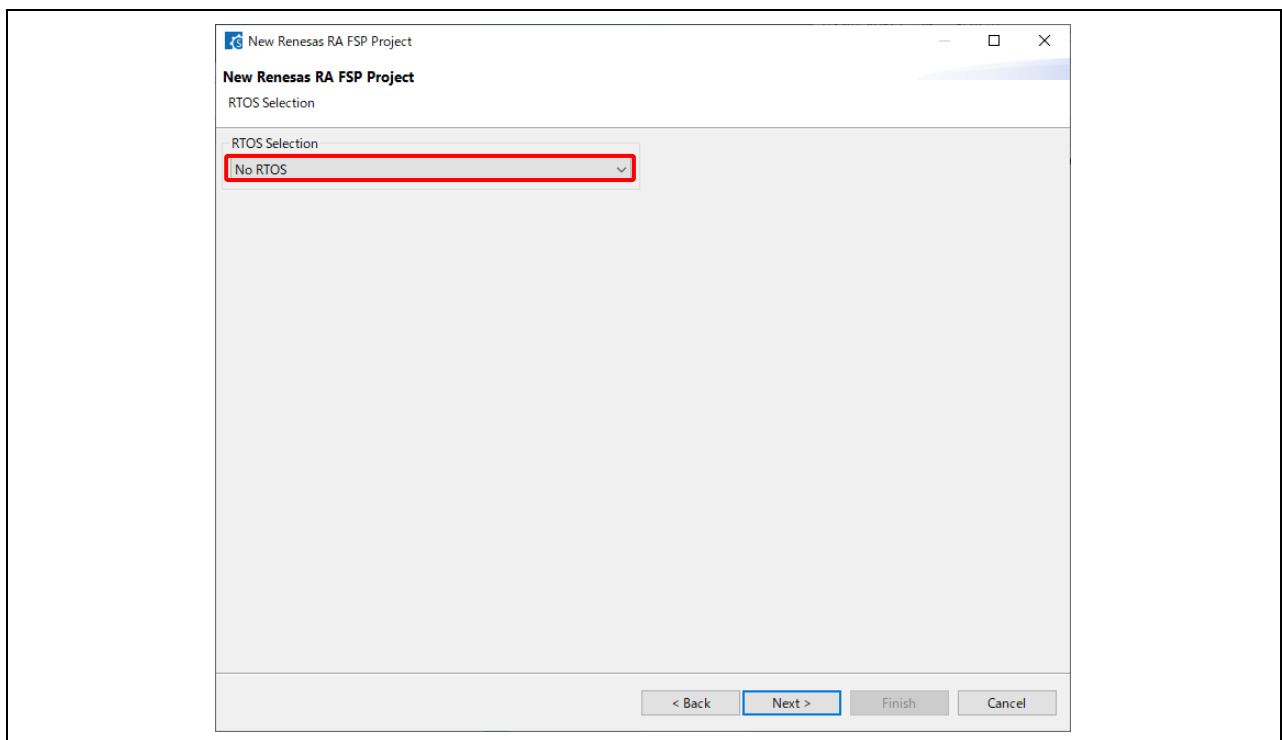 New Renesas RA FSP Project
New Renesas RA FSP Project
RTOS Selection
RTOS Selection
No RTOS
< Back Next > Finish Cancel